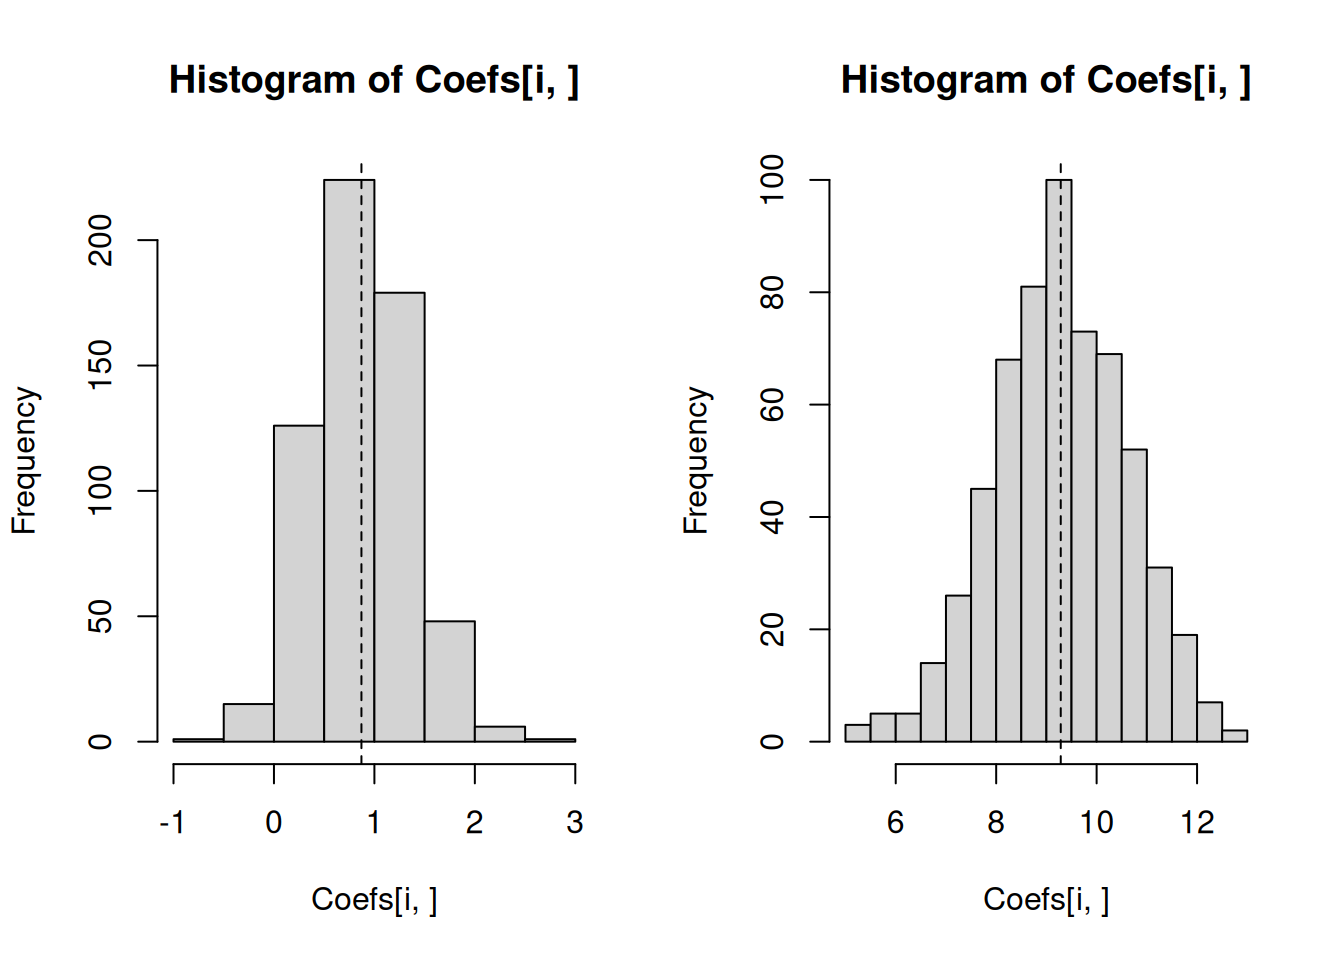 Histogram of Coefs[i, ]
Frequency
200
150
100
50
0
-1 0 1 2 3
Coefs[i, ]
Histogram of Coefs[i, ]
Frequency
100
80
60
40
20
0
6 8 10 12
Coefs[i, ]